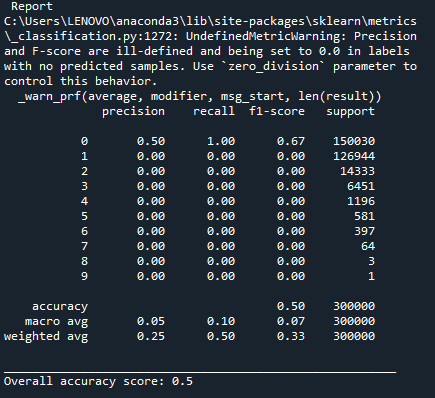 Report
C:\Users\LENOVO\anaconda3\lib\site-packages\sklearn\metrics
\_classification.py:1272: UndefinedMetricWarning: Precision
and F-score are ill-defined and being set to 0.0 in labels
with no predicted samples. Use `zero_division` parameter to
control this behavior.
  _warn_prf(average, modifier, msg_start, len(result))
              precision    recall  f1-score   support

           0       0.50      1.00      0.67    150030
           1       0.00      0.00      0.00    126944
           2       0.00      0.00      0.00     14333
           3       0.00      0.00      0.00      6451
           4       0.00      0.00      0.00      1196
           5       0.00      0.00      0.00       581
           6       0.00      0.00      0.00       397
           7       0.00      0.00      0.00        64
           8       0.00      0.00      0.00         3
           9       0.00      0.00      0.00         1

    accuracy                           0.50    300000
   macro avg       0.05      0.10      0.07    300000
weighted avg       0.25      0.50      0.33    300000

Overall accuracy score: 0.5